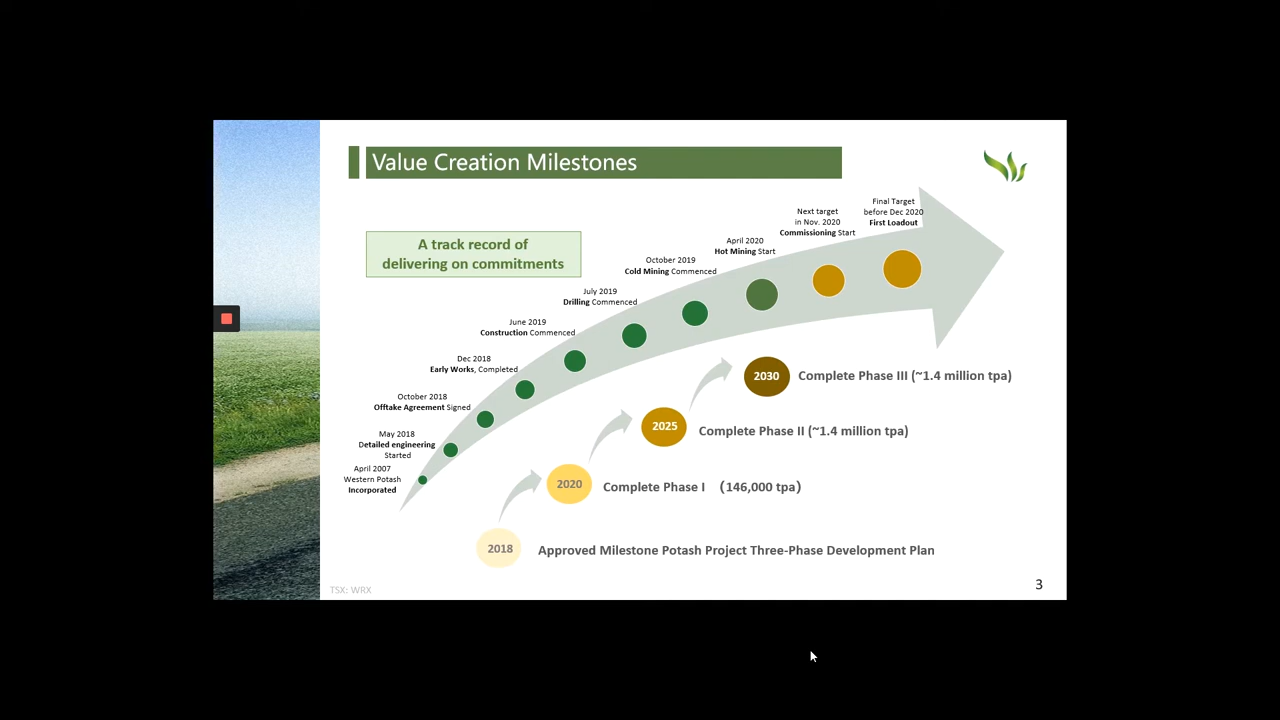 Value Creation Milestones
A track record of
delivering on commitments
Final Target
before Dec 2020
First Loadout
Next target
in Nov. 2020
Commissioning Start
April 2020
Hot Mining Start
October 2019
Cold Mining Commenced
July 2019
Drilling Commenced
June 2019
Construction Commenced
Dec 2018
Early Works, Completed
October 2018
Offtake Agreement Signed
May 2018
Detailed engineering
Started
April 2007
Western Potash
Incorporated
2030 Complete Phase III (~1.4 million tpa)
2025 Complete Phase II (~1.4 million tpa)
2020 Complete Phase I （146,000 tpa）
2018 Approved Milestone Potash Project Three-Phase Development Plan
TSX: WRX
3